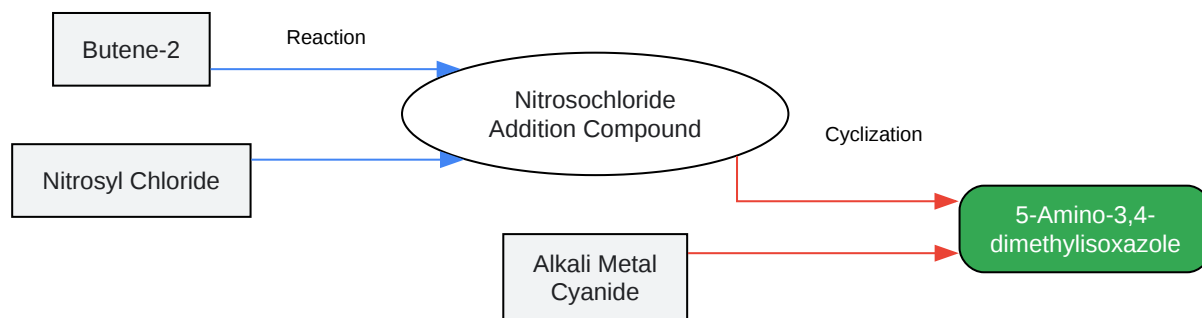 Butene-2
Reaction
Nitrosyl Chloride
Nitrosochloride
Addition Compound
Cyclization
Alkali Metal
Cyanide
5-Amino-3,4-
dimethylisoxazole